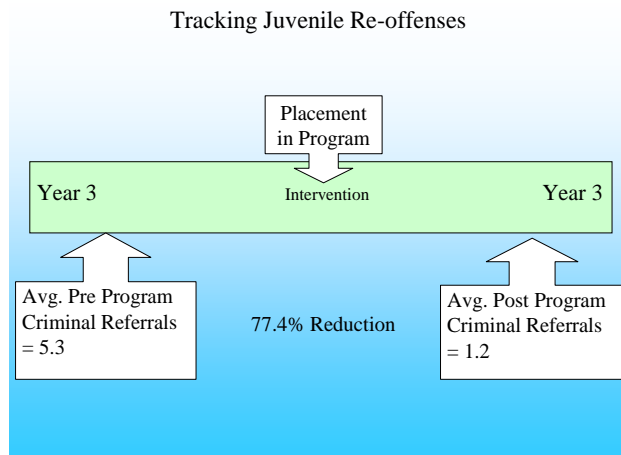 Tracking Juvenile Re-offenses
Placement
in Program
Year 3
Intervention
Year 3
Avg. Pre Program
Criminal Referrals
= 5.3
77.4% Reduction
Avg. Post Program
Criminal Referrals
= 1.2